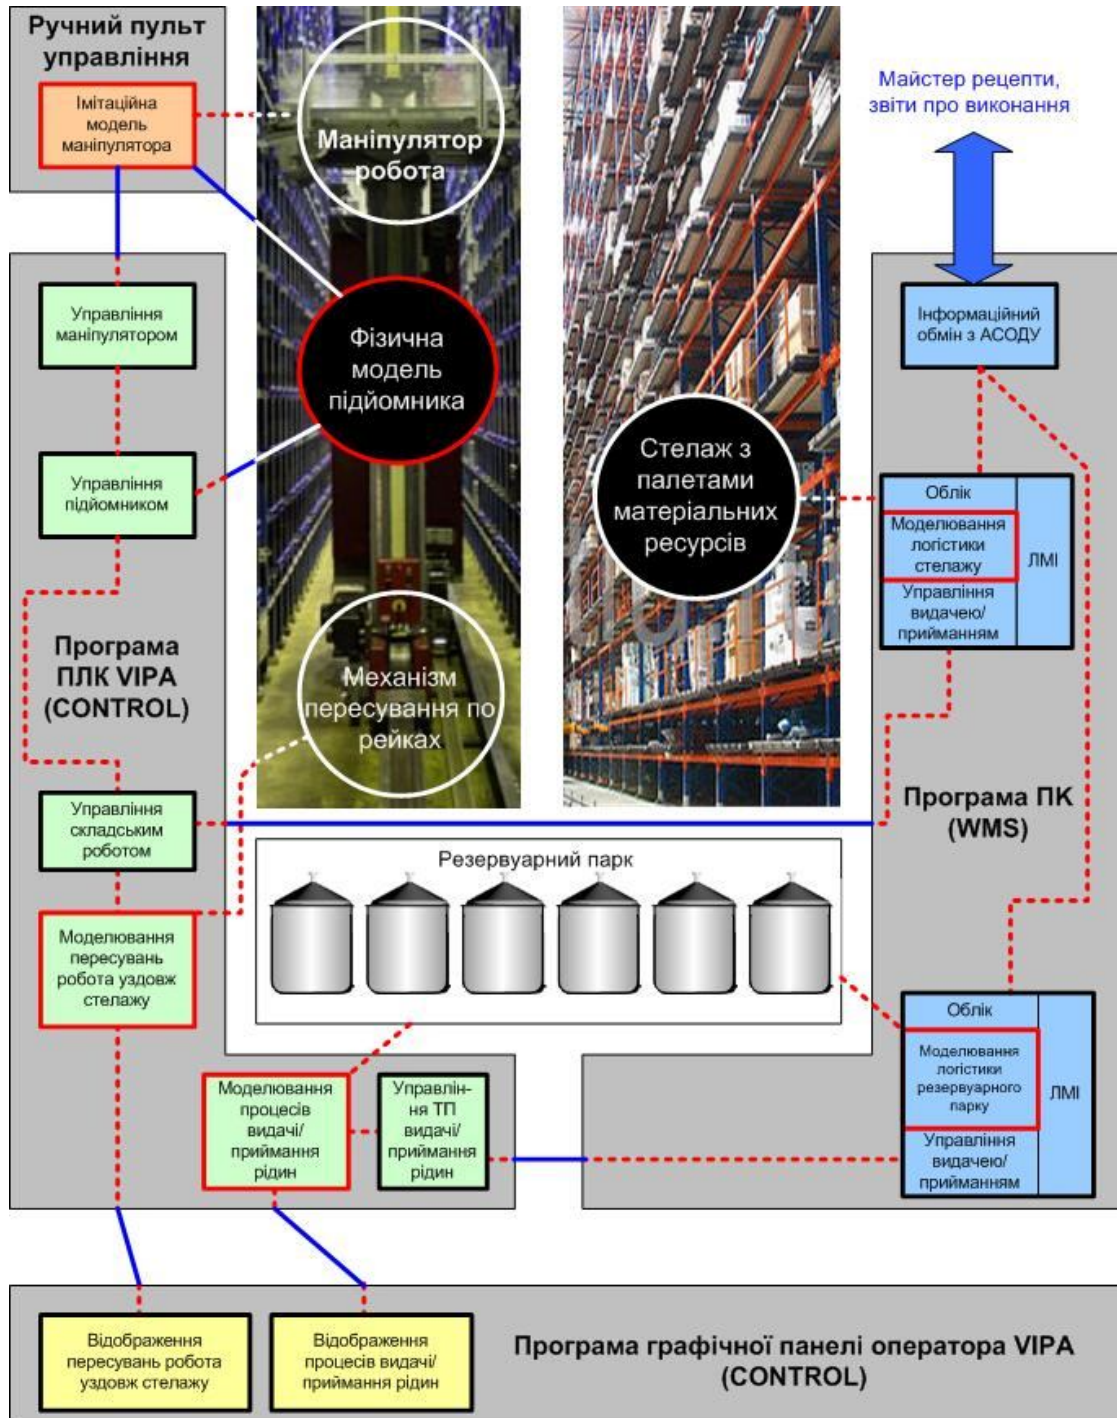 Ручний пульт
управління
Імітаційна
модель
маніпулятора
Маніпулятор
робота
Майстер рецепти,
звіти про виконання
Управління
маніпулятором
Фізична
модель
підйомника
Інформаційний
обмін з АСОДУ
Управління
підйомником
Стелаж з
палетами
матеріальних
ресурсів
Облік
Моделювання
логістики
стелажу
Управління
видачею/
прийманням
ЛМІ
Програма
ПЛК VIPA
(CONTROL)
Механізм
пересування по
рейках
Управління
складським
роботом
Програма ПК
(WMS)
Резервуарний парк
Моделювання
пересувань
робота уздовж
стелажу
Облік
Моделювання
логістики
резервуарного
парку
Управління
видачею/
прийманням
ЛМІ
Моделювання
процесів
видачі/
приймання
рідин
Управлін-
ня ТП
видачі/
приймання
рідин
Відображення
пересувань робота
уздовж стелажу
Відображення
процесів видачі/
приймання рідин
Програма графічної панелі оператора VIPA
(CONTROL)